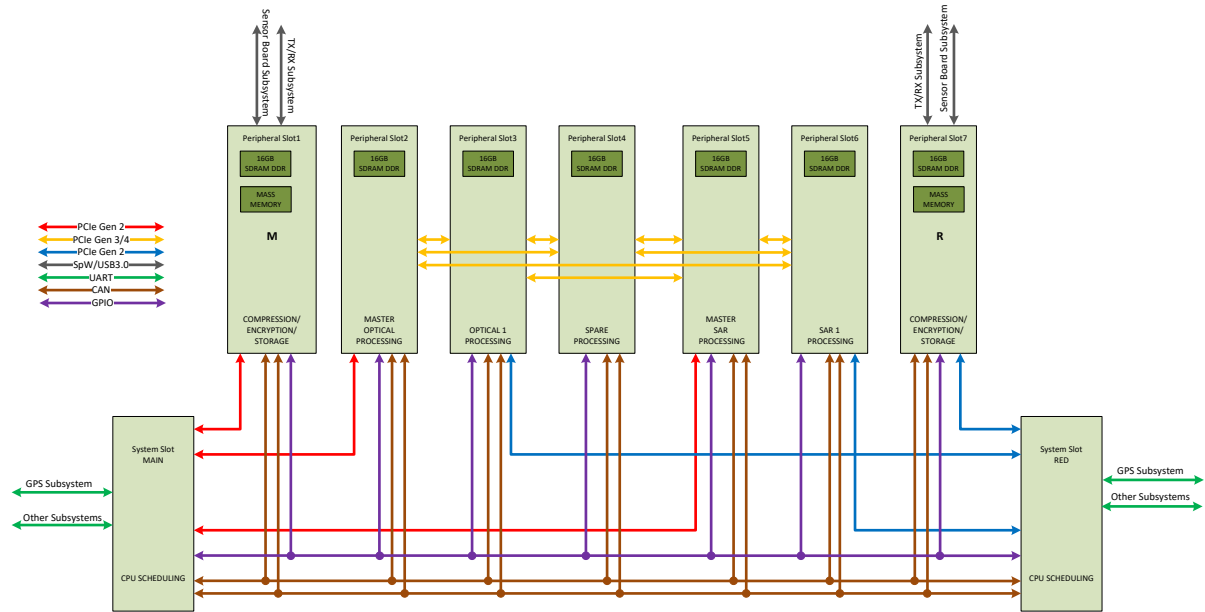 Sensor Board Subsystem
TX/RX Subsystem
TX/RX Subsystem
Sensor Board Subsystem
Peripheral Slot1
16GB
SDRAM DDR
MASS
MEMORY
M
COMPRESSION/
ENCRYPTION/
STORAGE
Peripheral Slot2
16GB
SDRAM DDR
MASTER
OPTICAL
PROCESSING
Peripheral Slot3
16GB
SDRAM DDR
OPTICAL 1
PROCESSING
Peripheral Slot4
16GB
SDRAM DDR
SPARE
PROCESSING
Peripheral Slot5
16GB
SDRAM DDR
MASTER
SAR
PROCESSING
Peripheral Slot6
16GB
SDRAM DDR
SAR 1
PROCESSING
Peripheral Slot7
16GB
SDRAM DDR
MASS
MEMORY
R
COMPRESSION/
ENCRYPTION/
STORAGE
PCIe Gen 2
PCIe Gen 3/4
PCIe Gen 2
SpW/USB3.0
UART
CAN
GPIO
System Slot
MAIN
CPU SCHEDULING
GPS Subsystem
Other Subsystems
System Slot
RED
CPU SCHEDULING
GPS Subsystem
Other Subsystems